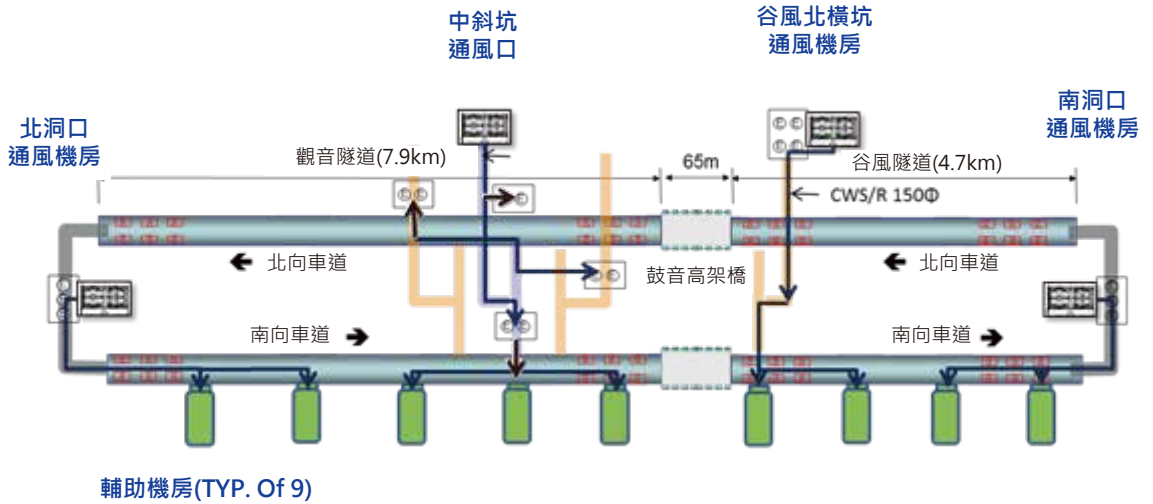 中斜坑
通風口
谷風北橫坑
通風機房
北洞口
通風機房
南洞口
通風機房
觀音隧道(7.9km)
65m
谷風隧道(4.7km)
CWS/R 150Φ
北向車道
鼓音高架橋
北向車道
南向車道
南向車道
輔助機房(TYP. Of 9)